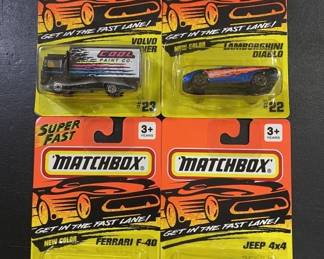 GET IN THE FAST LANE!
VOLVO
COOL
PAINT CO.
#23
GET IN THE FAST LANE!
NEW COLOR
LAMBORGHINI
DIABLO
#22
SUPER
FAST
3+
MATCHBOX
GET IN THE FAST LANE!
NEW COLOR
FERRARI F-40
3+
MATCHBOX
GET IN THE FAST LANE!
JEEP 4x4